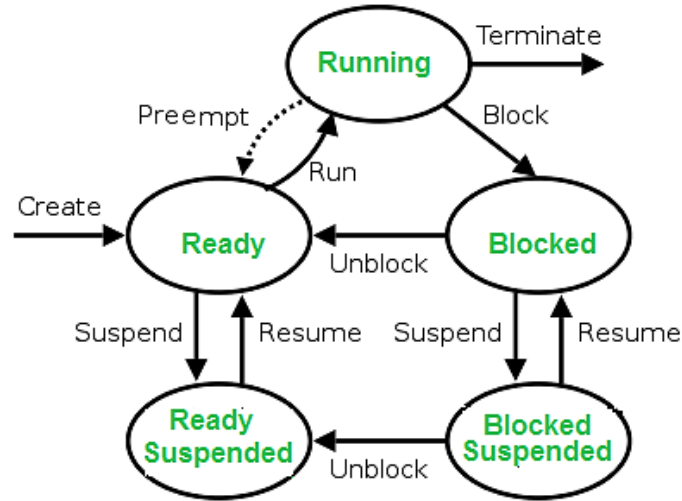 Terminate
Running
Preempt
Block
Run
Create
Ready
Blocked
Unblock
Suspend
Resume
Suspend
Resume
Ready
Suspended
Blocked
Suspended
Unblock